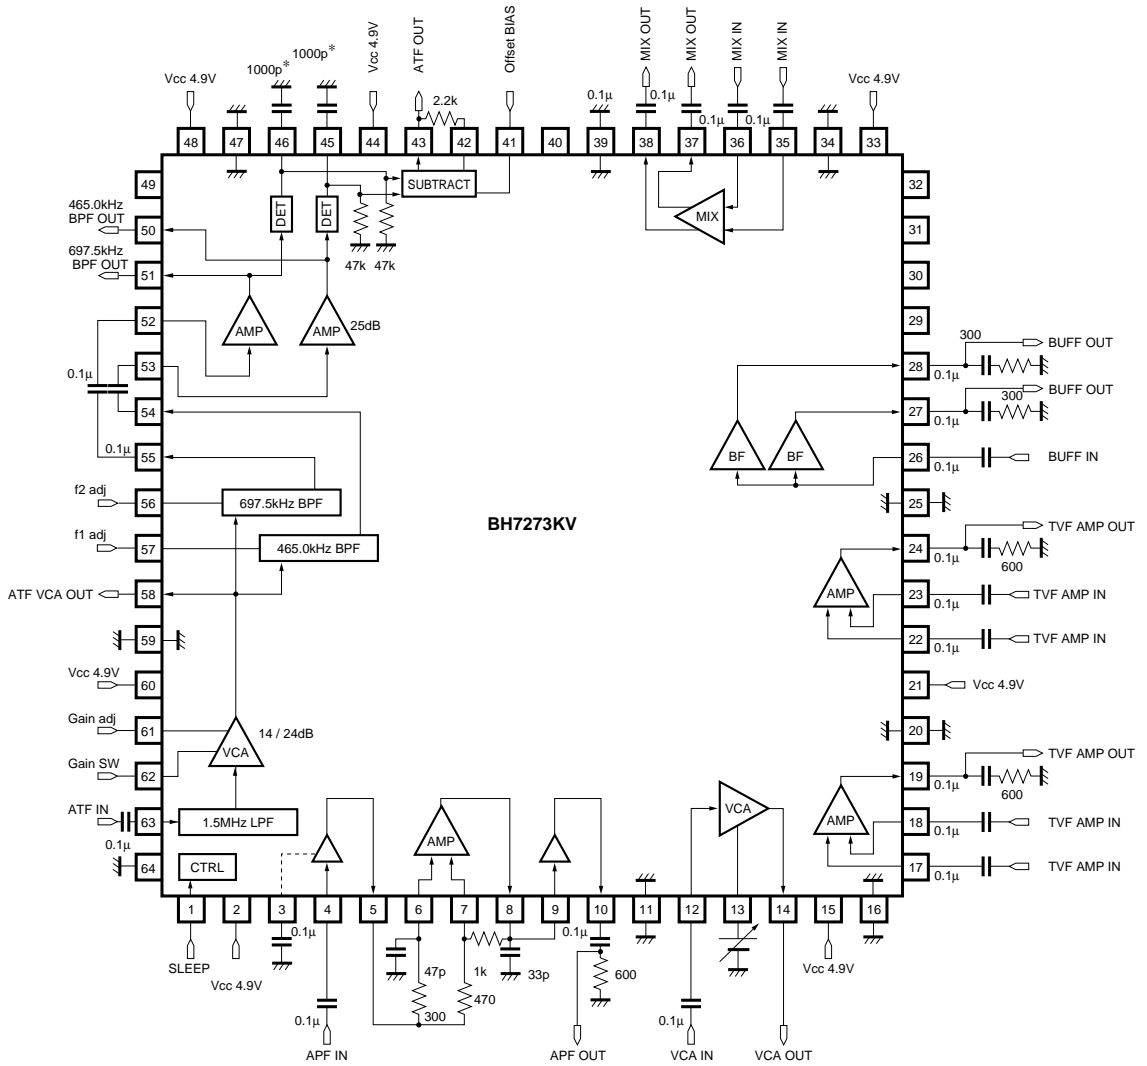 Vcc 4.9V
1000p*
1000p*
Vcc 4.9V
ATF OUT
2.2k
Offset BIAS
0.1μ
MIX OUT
0.1μ
MIX OUT
0.1μ
MIX IN
0.1μ
MIX IN
Vcc 4.9V
48
47
46
45
44
43
42
41
40
39
38
37
36
35
34
33
49
465.0kHz
BPF OUT
50
697.5kHz
BPF OUT
51
52
53
0.1μ
54
0.1μ
55
f2 adj
56
f1 adj
57
ATF VCA OUT
58
59
Vcc 4.9V
60
Gain adj
61
Gain SW
62
ATF IN
63
0.1μ
64
DET
DET
47k
47k
SUBTRACT
MIX
AMP
AMP
25dB
697.5kHz BPF
465.0kHz BPF
BH7273KV
BF
BF
AMP
14 / 24dB
VCA
1.5MHz LPF
CTRL
AMP
VCA
AMP
32
31
30
29
28
0.1μ
300
BUFF OUT
27
0.1μ
300
BUFF OUT
26
0.1μ
BUFF IN
25
24
0.1μ
600
TVF AMP OUT
23
0.1μ
TVF AMP IN
22
0.1μ
TVF AMP IN
21
Vcc 4.9V
20
19
0.1μ
600
TVF AMP OUT
18
0.1μ
TVF AMP IN
17
0.1μ
TVF AMP IN
1
2
3
4
5
6
7
8
9
10
11
12
13
14
15
16
SLEEP
Vcc 4.9V
0.1μ
0.1μ
APF IN
47p
300
1k
470
33p
0.1μ
600
APF OUT
0.1μ
VCA IN
VCA OUT
Vcc 4.9V